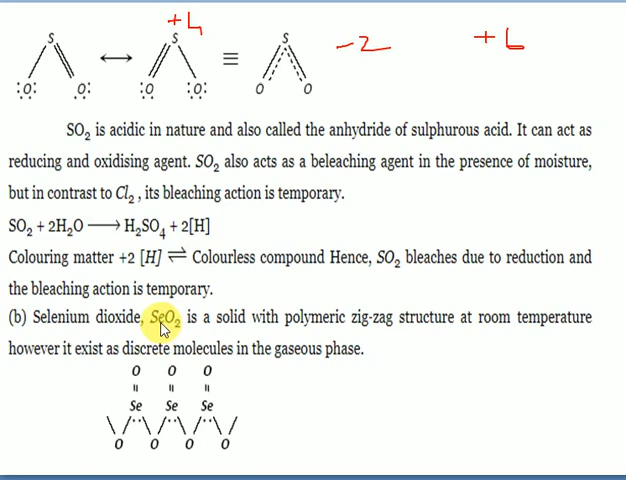 +4 -2 +6
S S S
:O: O: ↔ :O :O: ≡ O O
SO₂ is acidic in nature and also called the anhydride of sulphurous acid. It can act as
reducing and oxidising agent. SO₂ also acts as a beleaching agent in the presence of moisture,
but in contrast to Cl₂, its bleaching action is temporary.
SO₂ + 2H₂O ⟶ H₂SO₄ + 2[H]
Colouring matter +2 [H] ⇌ Colourless compound Hence, SO₂ bleaches due to reduction and
the bleaching action is temporary.
(b) Selenium dioxide, SeO₂ is a solid with polymeric zig-zag structure at room temperature
however it exist as discrete molecules in the gaseous phase.
O O O
Se Se Se
O O O O